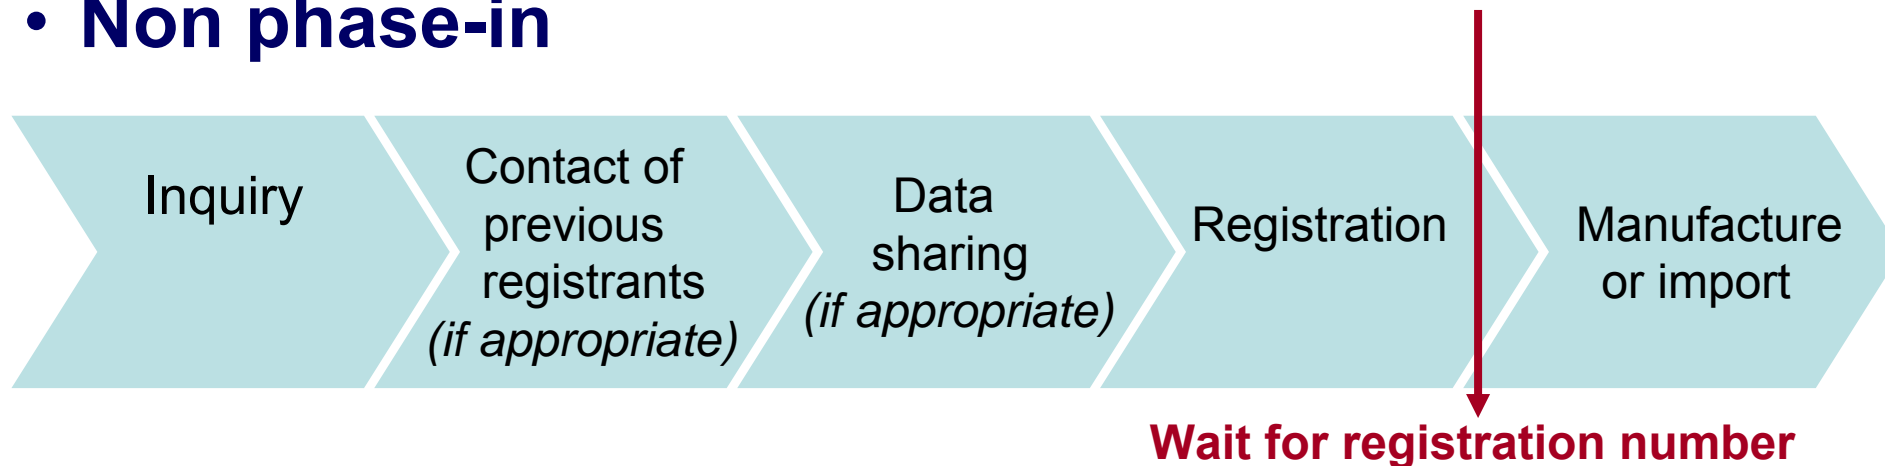 • Non phase-in
Inquiry
Contact of
previous
registrants
(if appropriate)
Data
sharing
(if appropriate)
Registration
Manufacture
or import
Wait for registration number